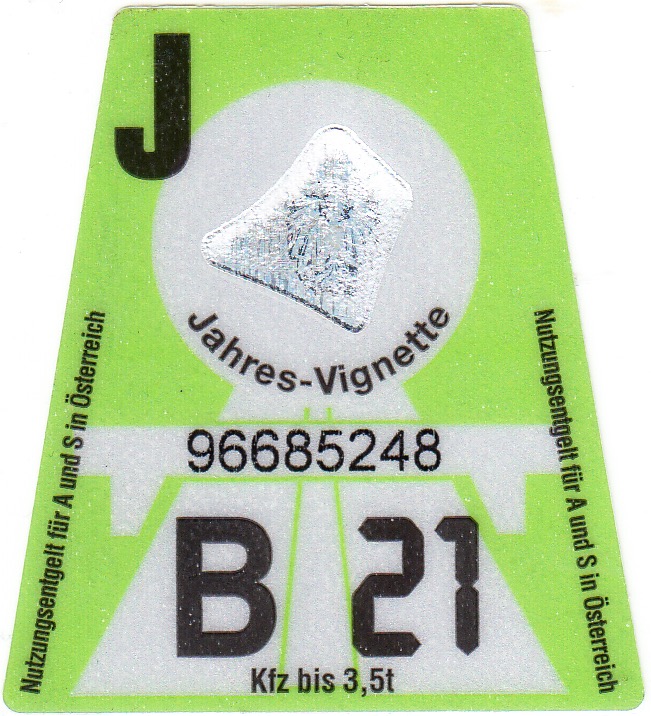 J
Jahres-Vignette
Nutzungsentgelt für A und S in Österreich
Nutzungsentgelt für A und S in Österreich
96685248
B 21
Kfz bis 3,5t